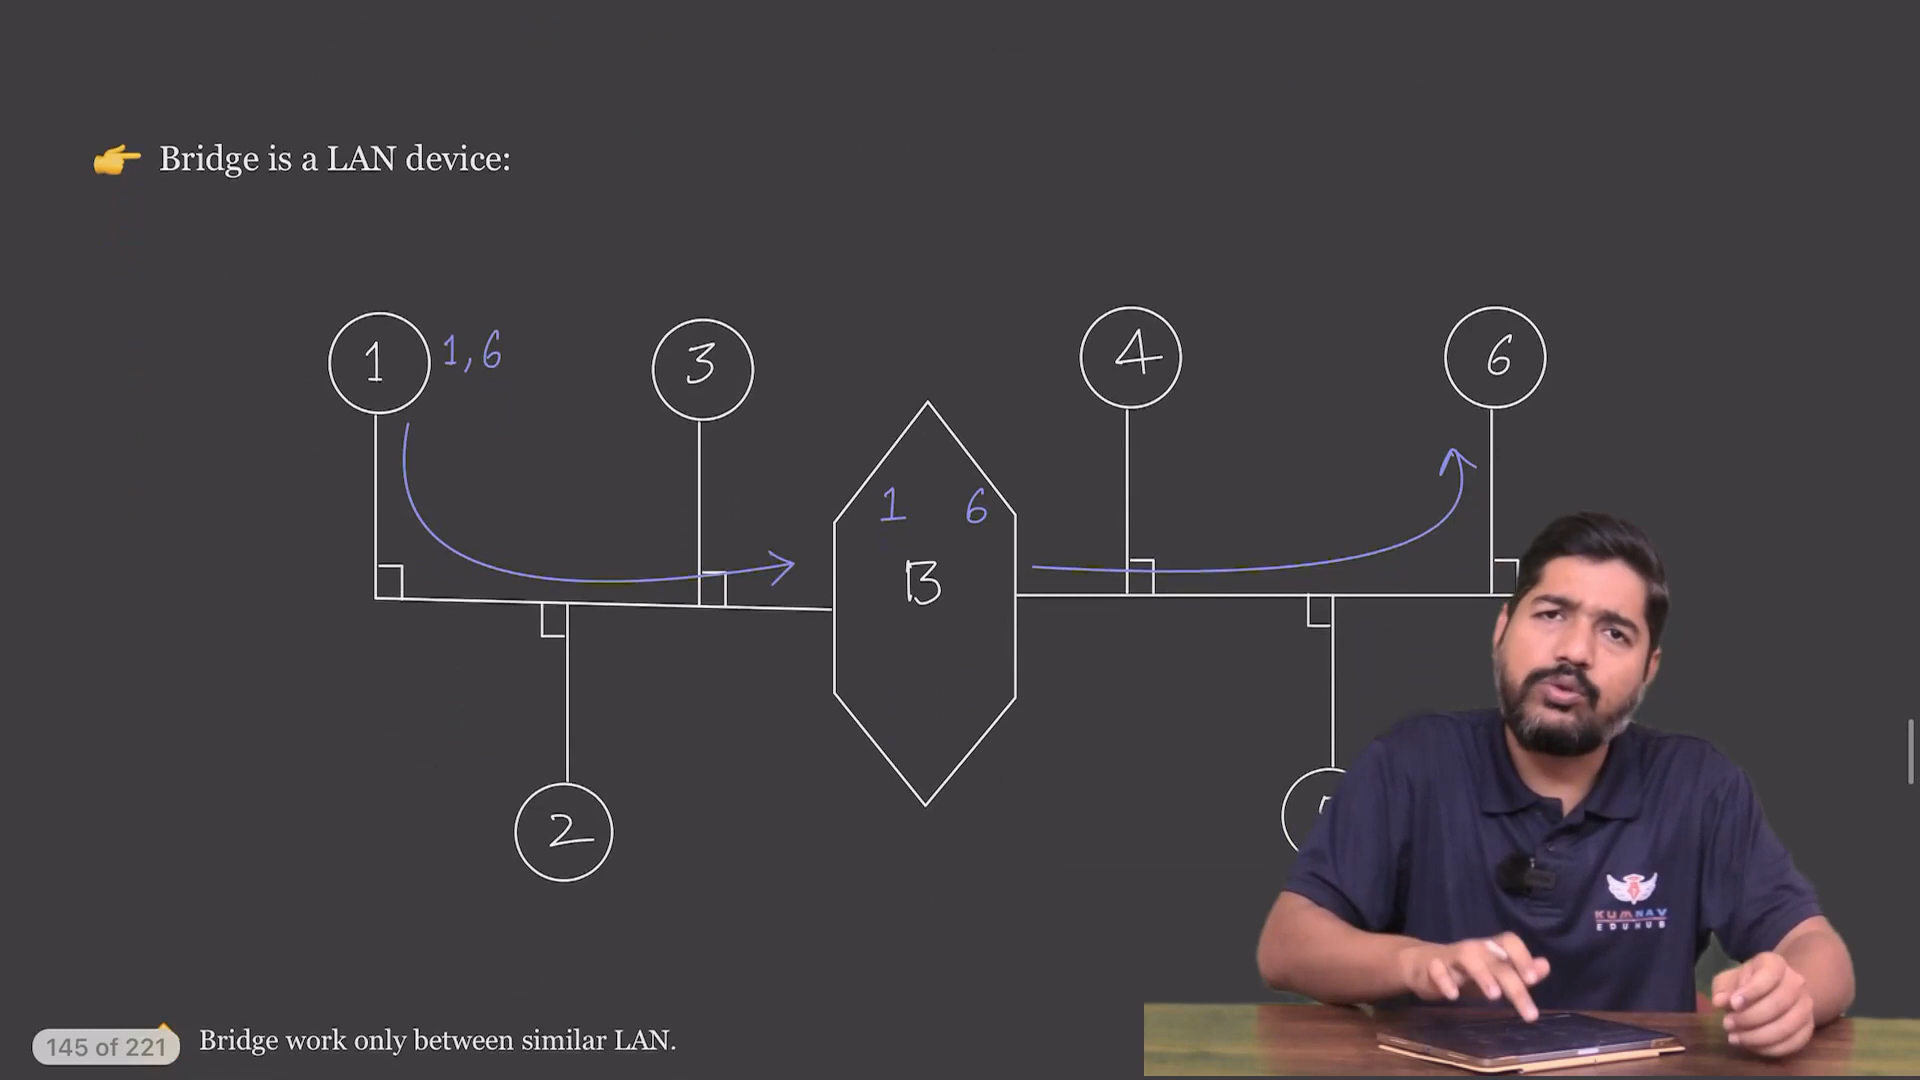 👉 Bridge is a LAN device:
1 1,6 3 4 6
1 6
B
2
KUMNAV
EDUHUB
145 of 221 Bridge work only between similar LAN.